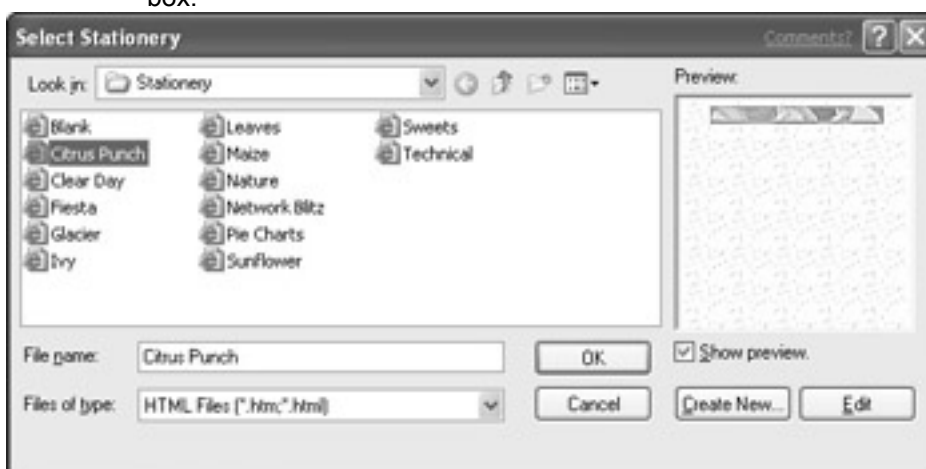 box.
Select Stationery Comments? ?
Look in: Stationery Preview:
Blank Leaves Sweets
Citrus Punch Maize Technical
Clear Day Nature
Fiesta Network Blitz
Glacier Pie Charts
Ivy Sunflower
File name: Citrus Punch OK Show preview.
Files of type: HTML Files (*.htm;*.html) Cancel Create New... Edit